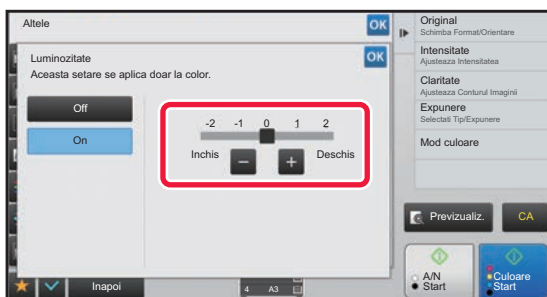 Altele
OK
Luminozitate
OK
Aceasta setare se aplica doar la color.
Off
On
-2 -1 0 1 2
Inchis
Deschis
Inapoi
4 A3
Original
Schimba Format/Orientare
Intensitate
Ajusteaza Intensitatea
Claritate
Ajusteaza Conturul Imaginii
Expunere
Selectati Tip/Expunere
Mod culoare
Previzualiz.
CA
A/N
Start
Culoare
Start